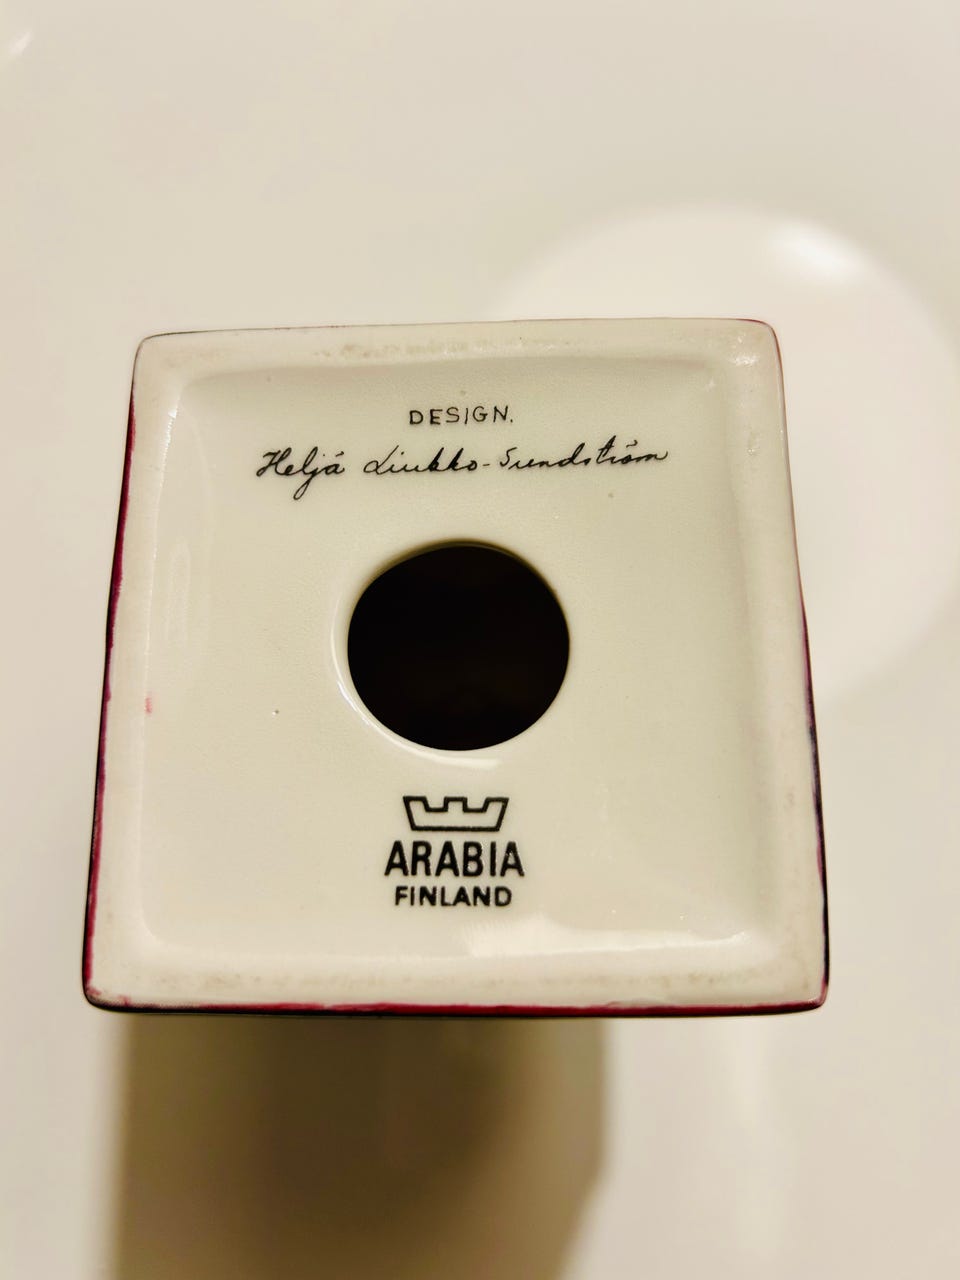 DESIGN.
Heljä Liukko-Sundström
ARABIA
FINLAND